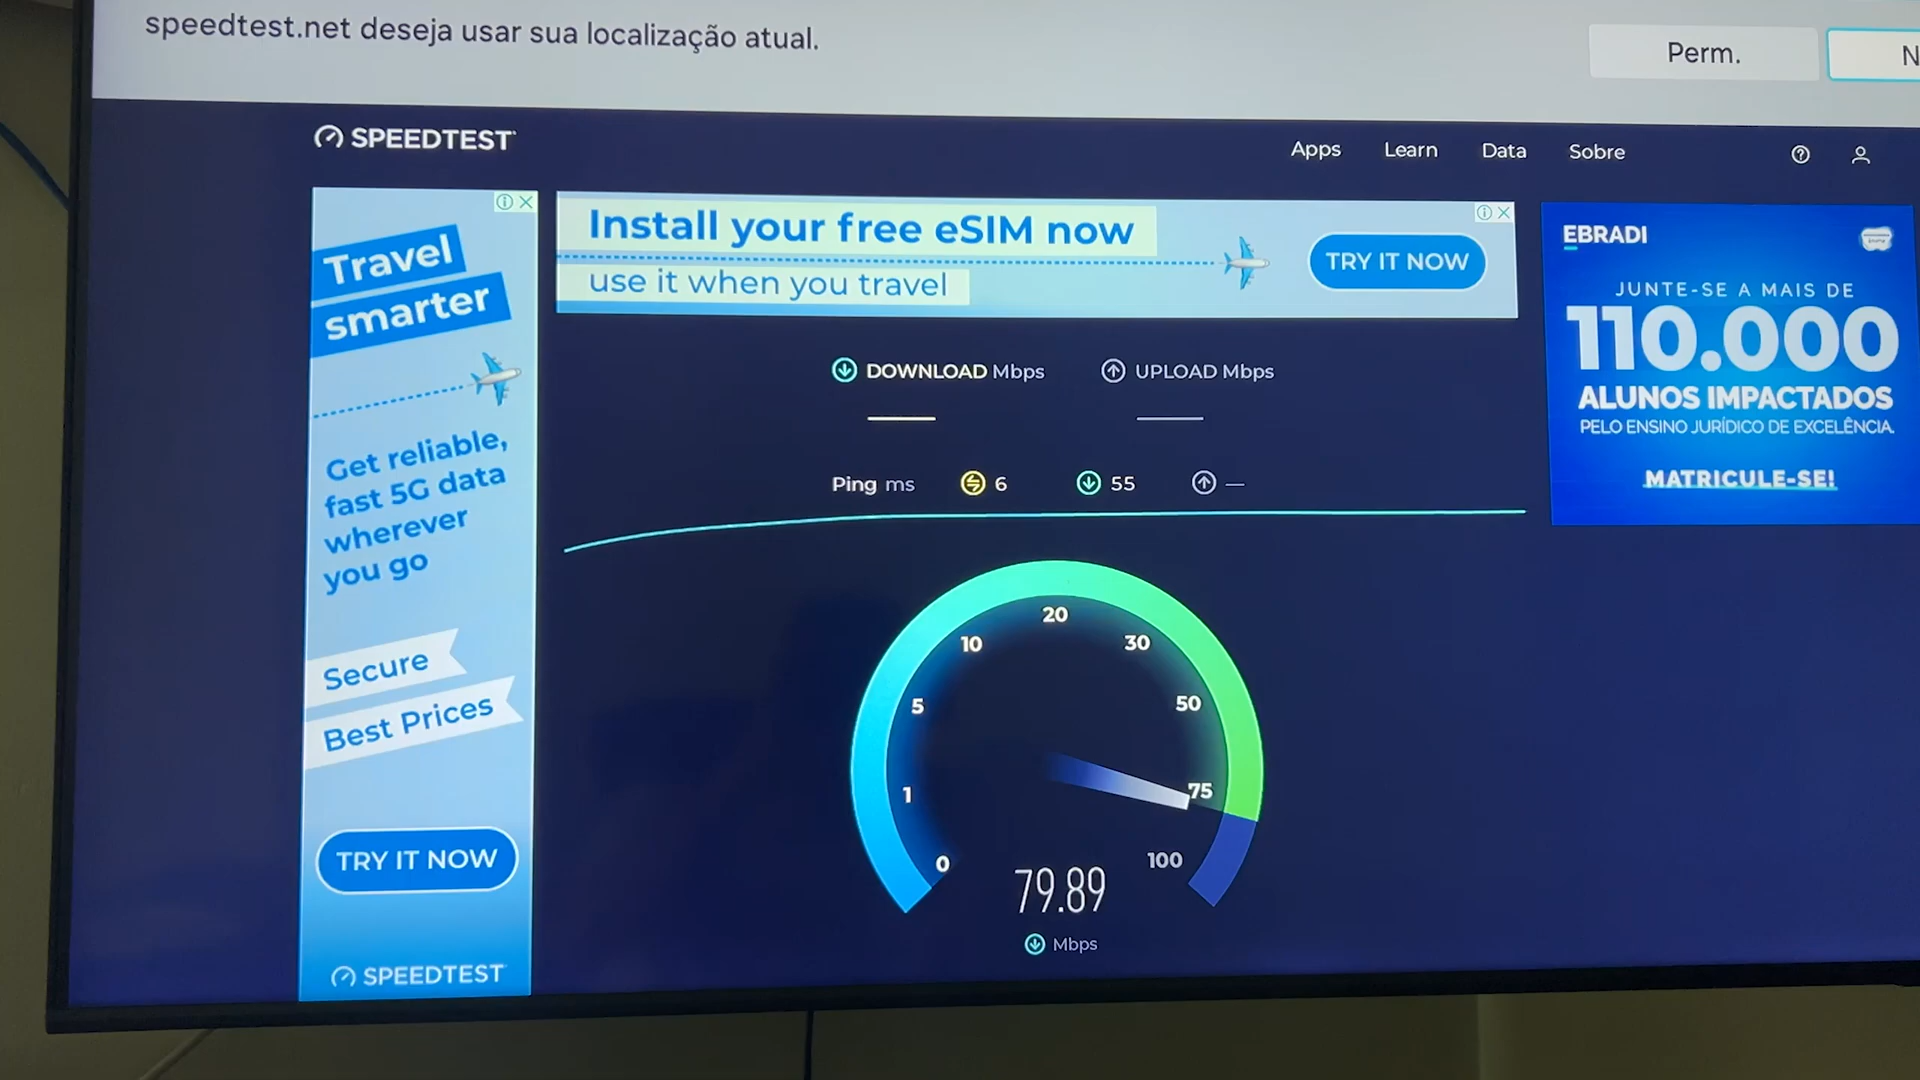 speedtest.net deseja usar sua localização atual.
Perm.
N
SPEEDTEST
Apps
Learn
Data
Sobre
Travel
smarter
Get reliable,
fast 5G data
wherever
you go
Secure
Best Prices
TRY IT NOW
SPEEDTEST
Install your free eSIM now
use it when you travel
TRY IT NOW
EBRADI
JUNTE-SE A MAIS DE
110.000
ALUNOS IMPACTADOS
PELO ENSINO JURÍDICO DE EXCELÊNCIA.
MATRICULE-SE!
DOWNLOAD Mbps
UPLOAD Mbps
Ping ms 6 55 —
0
1
5
10
20
30
50
75
100
79.89
Mbps